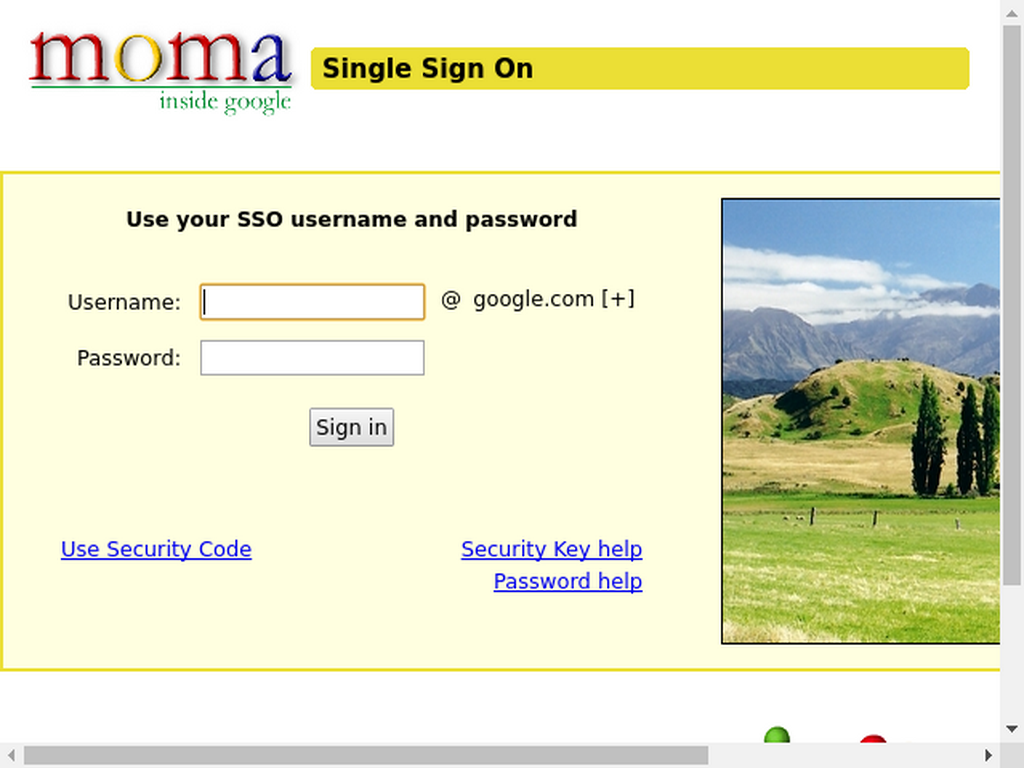 moma
inside google
Single Sign On
Use your SSO username and password
Username:
@ google.com [+]
Password:
Sign in
Use Security Code
Security Key help
Password help